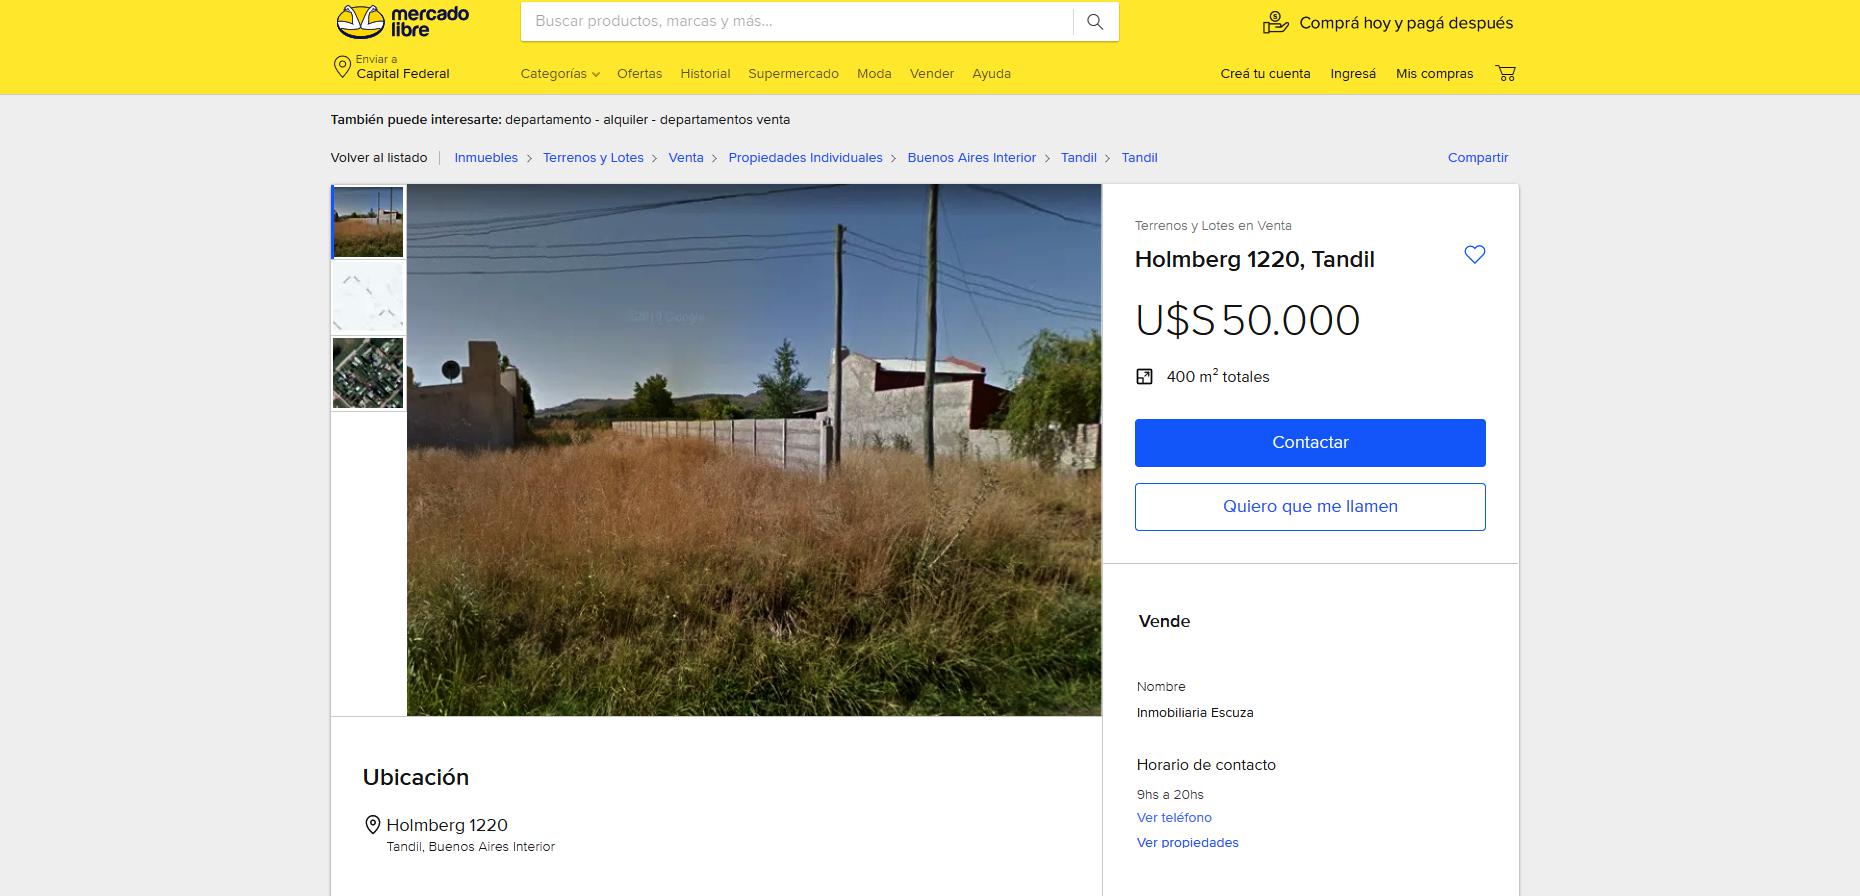 mercado
libre
Buscar productos, marcas y más...
Comprá hoy y pagá después
Enviar a
Capital Federal
Categorías
Ofertas
Historial
Supermercado
Moda
Vender
Ayuda
Creá tu cuenta
Ingresá
Mis compras
También puede interesarte: departamento - alquiler - departamentos venta
Volver al listado
Inmuebles > Terrenos y Lotes > Venta > Propiedades Individuales > Buenos Aires Interior > Tandil > Tandil
Compartir
©2019 Google
Terrenos y Lotes en Venta
Holmberg 1220, Tandil
U$S 50.000
400 m² totales
Contactar
Quiero que me llamen
Vende
Nombre
Inmobiliaria Escuza
Horario de contacto
9hs a 20hs
Ver teléfono
Ver propiedades
Ubicación
Holmberg 1220
Tandil, Buenos Aires Interior